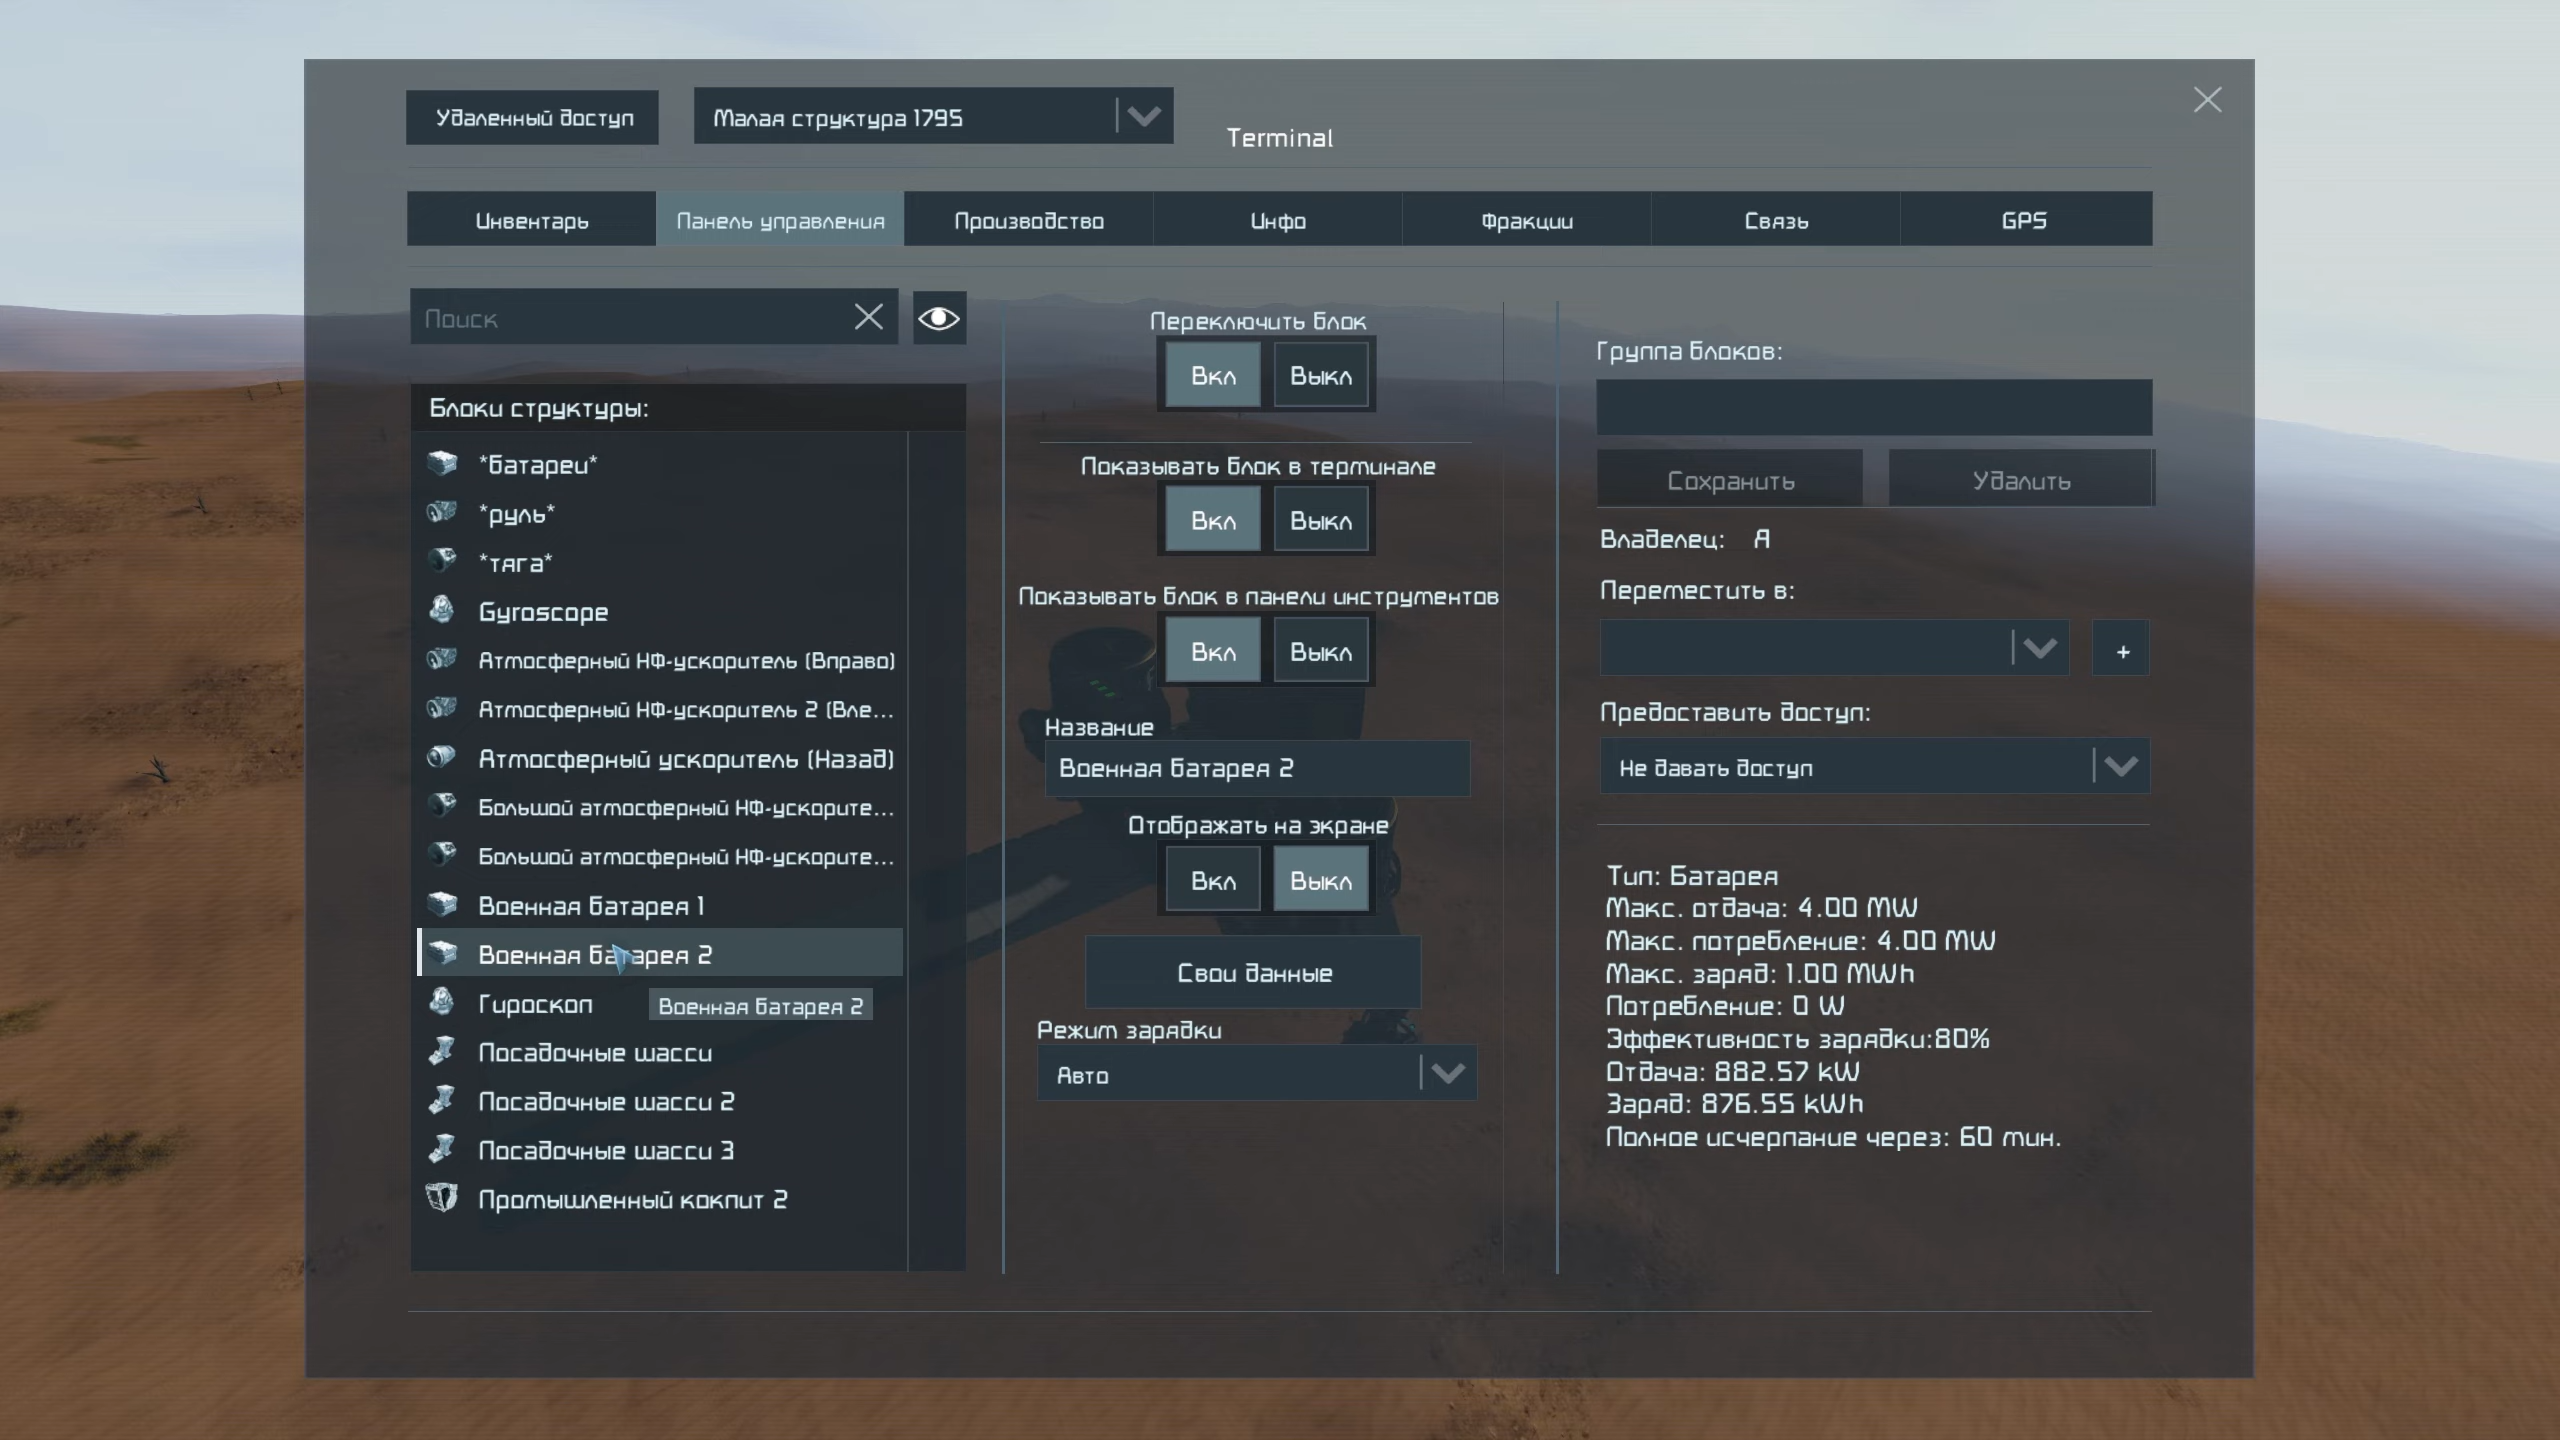 Удаленный доступ
Малая структура 1795
Terminal
Инвентарь
Панель управления
Производство
Инфо
Фракции
Связь
GPS
Поиск
Блоки структуры:
*батареи*
*руль*
*тяга*
Gyroscope
Атмосферный НФ-ускоритель (Вправо)
Атмосферный НФ-ускоритель 2 (Вле...
Атмосферный ускоритель (Назад)
Большой атмосферный НФ-ускорите...
Большой атмосферный НФ-ускорите...
Военная батарея 1
Военная батарея 2
Гироскоп
Военная батарея 2
Посадочные шасси
Посадочные шасси 2
Посадочные шасси 3
Промышленный кокпит 2
Переключить блок
Вкл Выкл
Показывать блок в терминале
Вкл Выкл
Показывать блок в панели инструментов
Вкл Выкл
Название
Военная батарея 2
Отображать на экране
Вкл Выкл
Свои данные
Режим зарядки
Авто
Группа блоков:
Сохранить
Удалить
Владелец: A
Переместить в:
+
Предоставить доступ:
Не давать доступ
Тип: Батарея
Макс. отдача: 4.00 MW
Макс. потребление: 4.00 MW
Макс. заряд: 1.00 MWh
Потребление: 0 W
Эффективность зарядки:80%
Отдача: 882.57 kW
Заряд: 876.55 kWh
Полное исчерпание через: 60 мин.